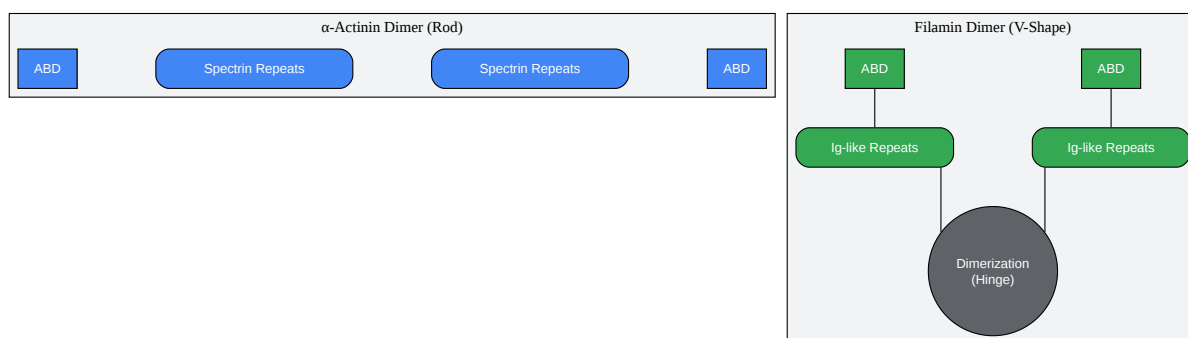 α-Actinin Dimer (Rod)
ABD
Spectrin Repeats
Spectrin Repeats
ABD
Filamin Dimer (V-Shape)
ABD
ABD
Ig-like Repeats
Ig-like Repeats
Dimerization
(Hinge)